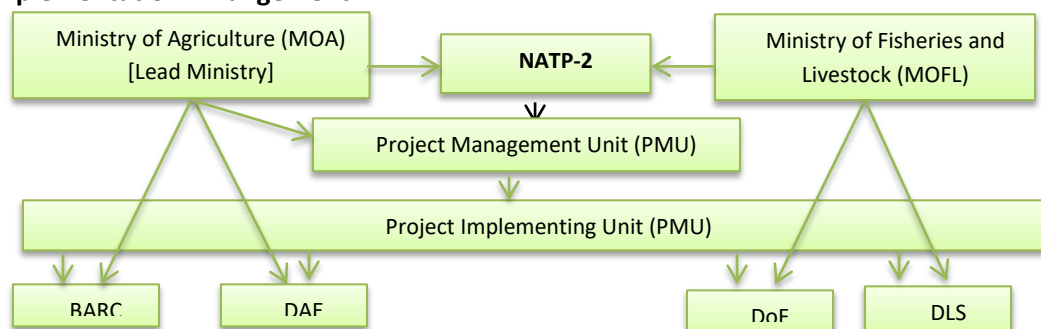 Ministry of Agriculture (MOA)
[Lead Ministry]
NATP-2
Ministry of Fisheries and
Livestock (MOFL)
Project Management Unit (PMU)
Project Implementing Unit (PMU)
BARC
DAE
DoF
DLS